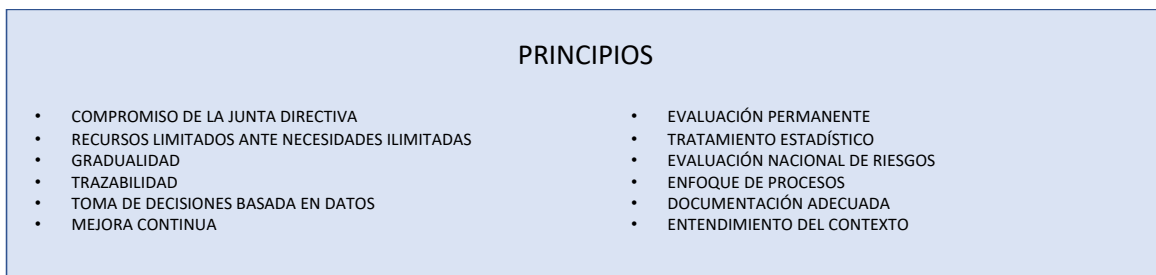 PRINCIPIOS
• COMPROMISO DE LA JUNTA DIRECTIVA
• RECURSOS LIMITADOS ANTE NECESIDADES ILIMITADAS
• GRADUALIDAD
• TRAZABILIDAD
• TOMA DE DECISIONES BASADA EN DATOS
• MEJORA CONTINUA
• EVALUACIÓN PERMANENTE
• TRATAMIENTO ESTADÍSTICO
• EVALUACIÓN NACIONAL DE RIESGOS
• ENFOQUE DE PROCESOS
• DOCUMENTACIÓN ADECUADA
• ENTENDIMIENTO DEL CONTEXTO